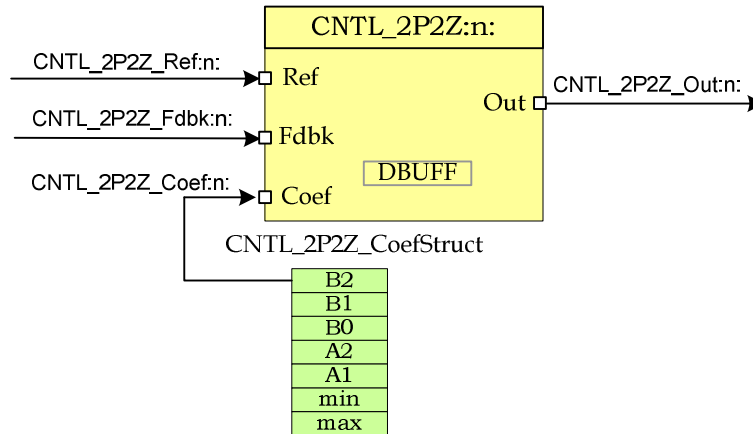 CNTL_2P2Z:n:
CNTL_2P2Z_Ref:n:
Ref
CNTL_2P2Z_Out:n:
Out
CNTL_2P2Z_Fdbk:n:
Fdbk
DBUFF
CNTL_2P2Z_Coef:n:
Coef
CNTL_2P2Z_CoefStruct
B2
B1
B0
A2
A1
min
max